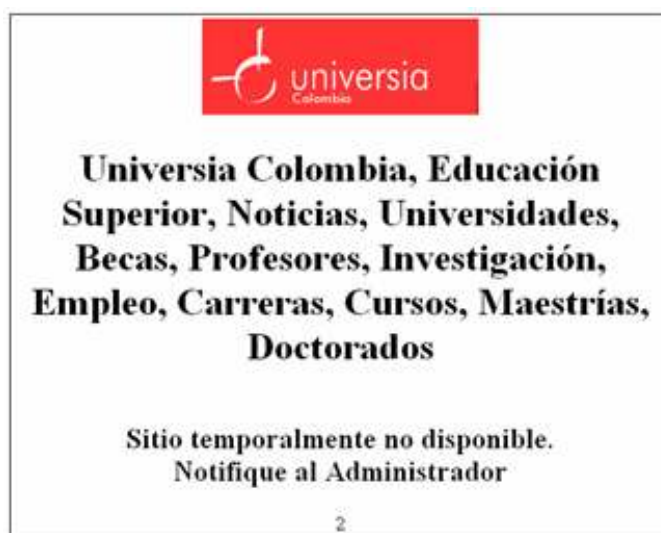 universia
Colombia
Universia Colombia, Educación
Superior, Noticias, Universidades,
Becas, Profesores, Investigación,
Empleo, Carreras, Cursos, Maestrías,
Doctorados
Sitio temporalmente no disponible.
Notifique al Administrador
2